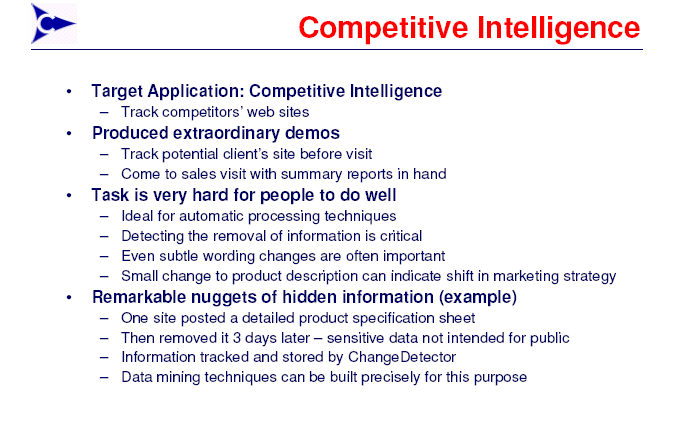 Competitive Intelligence
• Target Application: Competitive Intelligence
– Track competitors' web sites
• Produced extraordinary demos
– Track potential client's site before visit
– Come to sales visit with summary reports in hand
• Task is very hard for people to do well
– Ideal for automatic processing techniques
– Detecting the removal of information is critical
– Even subtle wording changes are often important
– Small change to product description can indicate shift in marketing strategy
• Remarkable nuggets of hidden information (example)
– One site posted a detailed product specification sheet
– Then removed it 3 days later – sensitive data not intended for public
– Information tracked and stored by ChangeDetector
– Data mining techniques can be built precisely for this purpose